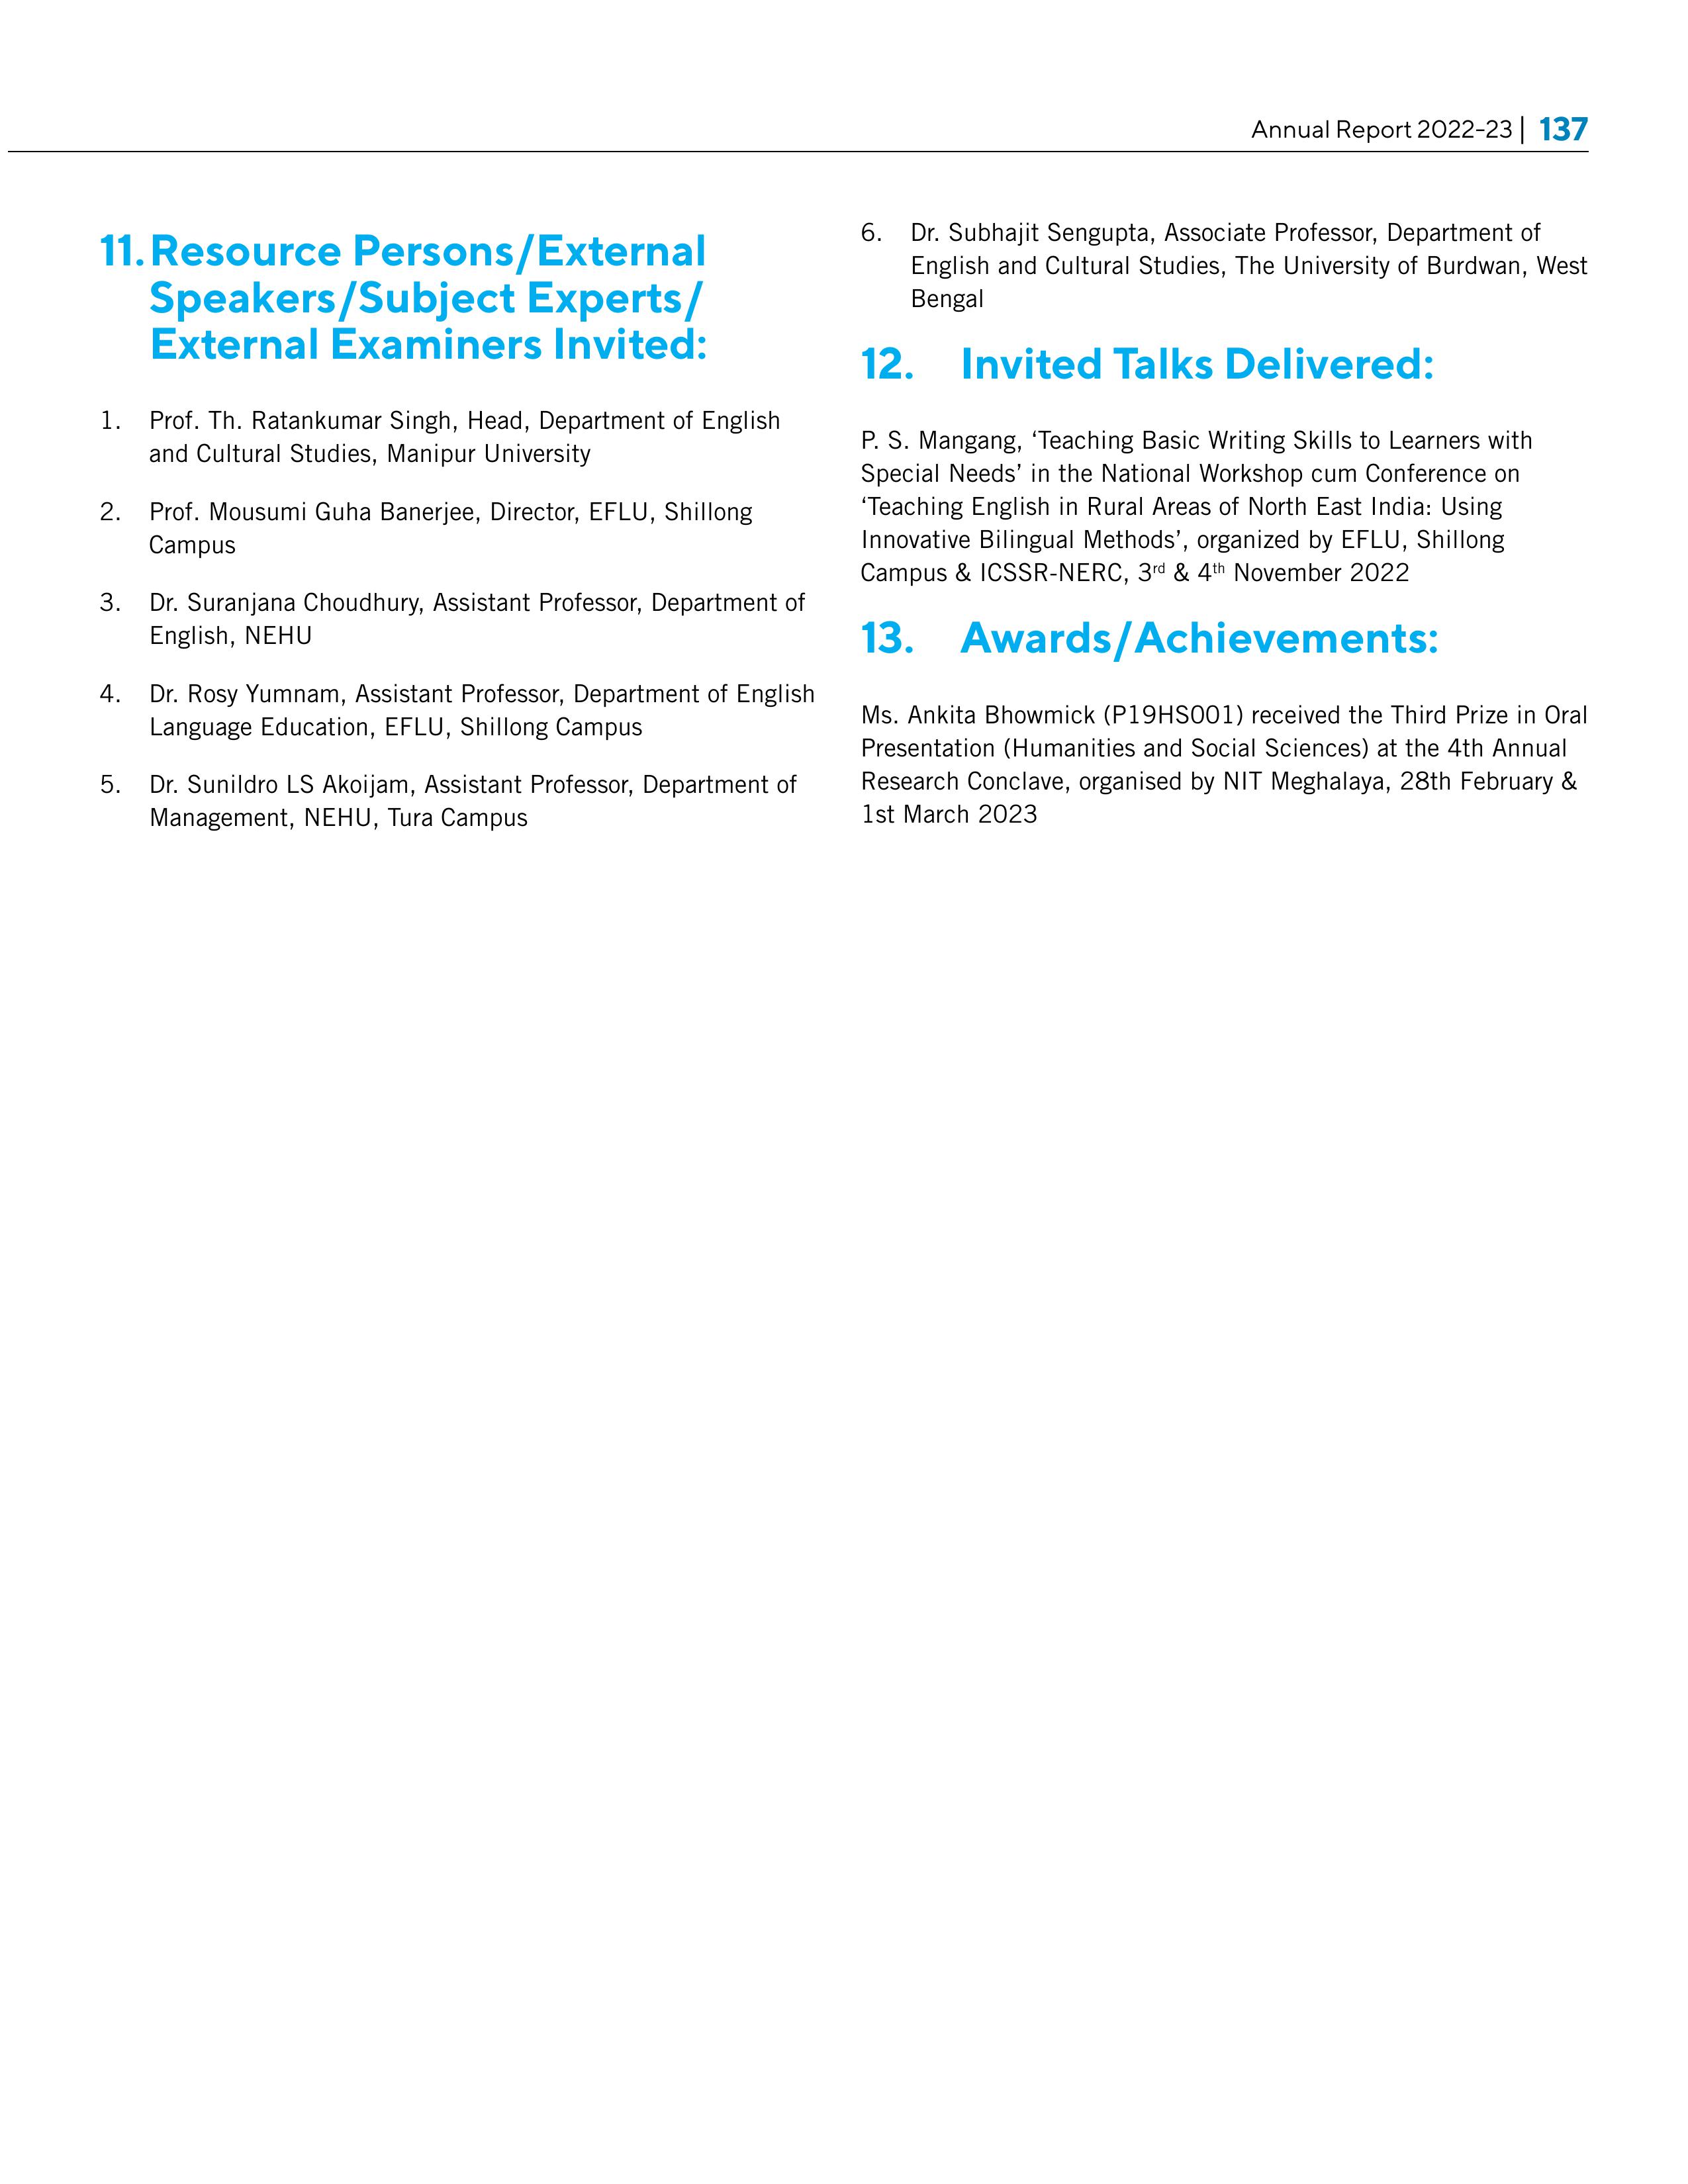 Annual Report 2022-23 | 137
11. Resource Persons/External
Speakers/Subject Experts/
External Examiners Invited:
1. Prof. Th. Ratankumar Singh, Head, Department of English
and Cultural Studies, Manipur University
2. Prof. Mousumi Guha Banerjee, Director, EFLU, Shillong
Campus
3. Dr. Suranjana Choudhury, Assistant Professor, Department of
English, NEHU
4. Dr. Rosy Yumnam, Assistant Professor, Department of English
Language Education, EFLU, Shillong Campus
5. Dr. Sunildro LS Akoijam, Assistant Professor, Department of
Management, NEHU, Tura Campus
6. Dr. Subhajit Sengupta, Associate Professor, Department of
English and Cultural Studies, The University of Burdwan, West
Bengal
12. Invited Talks Delivered:
P. S. Mangang, ‘Teaching Basic Writing Skills to Learners with
Special Needs’ in the National Workshop cum Conference on
‘Teaching English in Rural Areas of North East India: Using
Innovative Bilingual Methods’, organized by EFLU, Shillong
Campus & ICSSR-NERC, 3rd & 4th November 2022
13. Awards/Achievements:
Ms. Ankita Bhowmick (P19HS001) received the Third Prize in Oral
Presentation (Humanities and Social Sciences) at the 4th Annual
Research Conclave, organised by NIT Meghalaya, 28th February &
1st March 2023